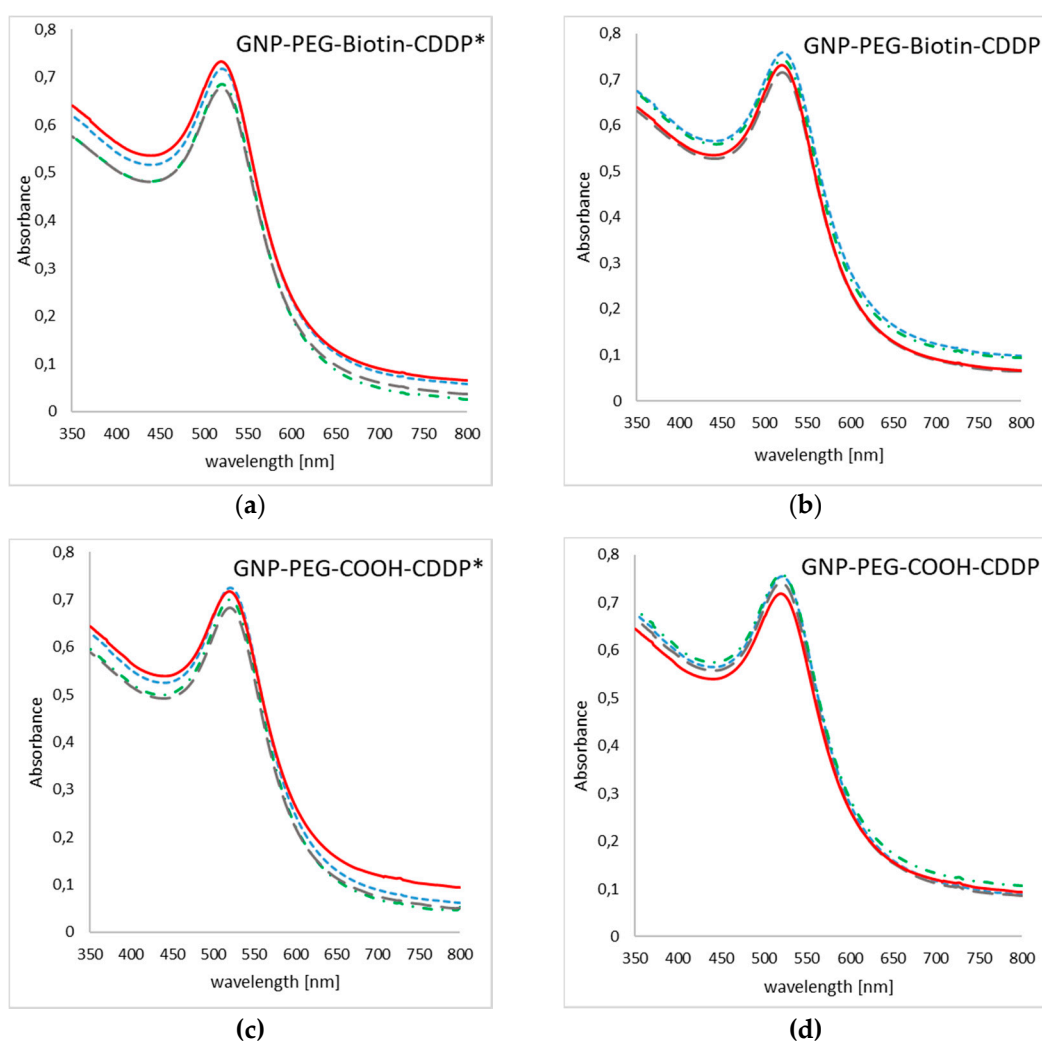 GNP-PEG-Biotin-CDDP*
0,8
0,7
0,6
0,5
0,4
0,3
0,2
0,1
0
Absorbance
350 400 450 500 550 600 650 700 750 800
wavelength [nm]
(a)
GNP-PEG-Biotin-CDDP
0,8
0,7
0,6
0,5
0,4
0,3
0,2
0,1
0
Absorbance
350 400 450 500 550 600 650 700 750 800
wavelength [nm]
(b)
GNP-PEG-COOH-CDDP*
0,8
0,7
0,6
0,5
0,4
0,3
0,2
0,1
0
Absorbance
350 400 450 500 550 600 650 700 750 800
wavelength [nm]
(c)
GNP-PEG-COOH-CDDP
0,8
0,7
0,6
0,5
0,4
0,3
0,2
0,1
0
Absorbance
350 400 450 500 550 600 650 700 750 800
wavelength [nm]
(d)